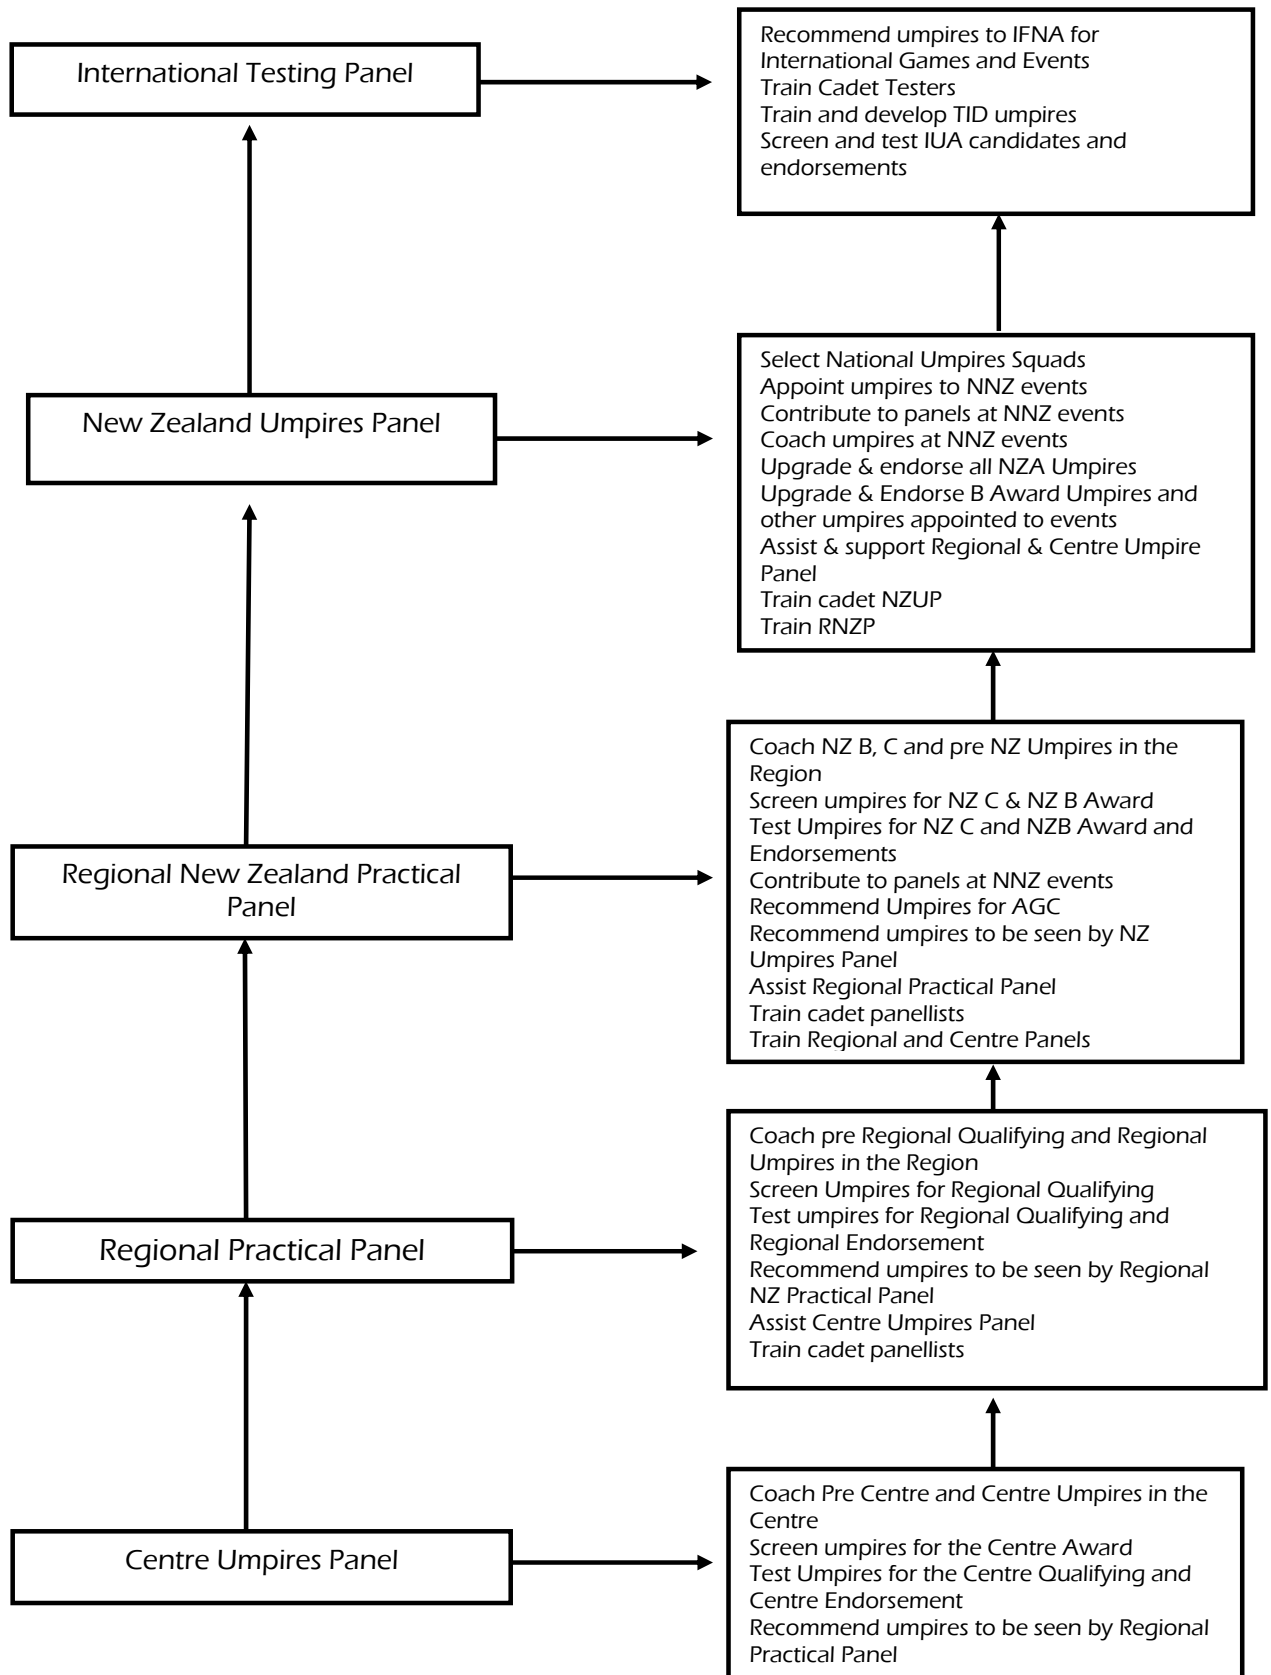 International Testing Panel
Recommend umpires to IFNA for
International Games and Events
Train Cadet Testers
Train and develop TID umpires
Screen and test IUA candidates and
endorsements
New Zealand Umpires Panel
Select National Umpires Squads
Appoint umpires to NNZ events
Contribute to panels at NNZ events
Coach umpires at NNZ events
Upgrade & endorse all NZA Umpires
Upgrade & Endorse B Award Umpires and
other umpires appointed to events
Assist & support Regional & Centre Umpire
Panel
Train cadet NZUP
Train RNZP
Regional New Zealand Practical
Panel
Coach NZ B, C and pre NZ Umpires in the
Region
Screen umpires for NZ C & NZ B Award
Test Umpires for NZ C and NZB Award and
Endorsements
Contribute to panels at NNZ events
Recommend Umpires for AGC
Recommend umpires to be seen by NZ
Umpires Panel
Assist Regional Practical Panel
Train cadet panellists
Train Regional and Centre Panels
Regional Practical Panel
Coach pre Regional Qualifying and Regional
Umpires in the Region
Screen Umpires for Regional Qualifying
Test umpires for Regional Qualifying and
Regional Endorsement
Recommend umpires to be seen by Regional
NZ Practical Panel
Assist Centre Umpires Panel
Train cadet panellists
Centre Umpires Panel
Coach Pre Centre and Centre Umpires in the
Centre
Screen umpires for the Centre Award
Test Umpires for the Centre Qualifying and
Centre Endorsement
Recommend umpires to be seen by Regional
Practical Panel